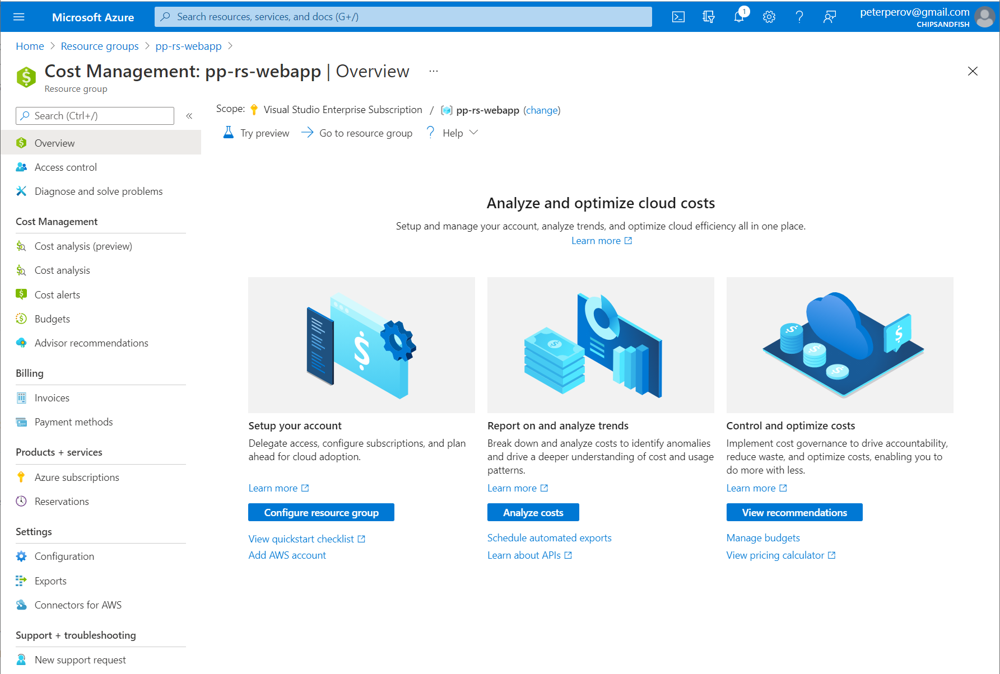 Microsoft Azure
Search resources, services, and docs (G+/)
1
peterperov@gmail.com
CHIPSANDFISH
Home > Resource groups > pp-rs-webapp >
Cost Management: pp-rs-webapp | Overview ...
Resource group
Search (Ctrl+/)
«
Overview
Access control
Diagnose and solve problems
Cost Management
Cost analysis (preview)
Cost analysis
Cost alerts
Budgets
Advisor recommendations
Billing
Invoices
Payment methods
Products + services
Azure subscriptions
Reservations
Settings
Configuration
Exports
Connectors for AWS
Support + troubleshooting
New support request
Scope: Visual Studio Enterprise Subscription / pp-rs-webapp (change)
Try preview Go to resource group ? Help
Analyze and optimize cloud costs
Setup and manage your account, analyze trends, and optimize cloud efficiency all in one place.
Learn more
Setup your account
Delegate access, configure subscriptions, and plan
ahead for cloud adoption.
Learn more
Configure resource group
View quickstart checklist
Add AWS account
Report on and analyze trends
Break down and analyze costs to identify anomalies
and drive a deeper understanding of cost and usage
patterns.
Learn more
Analyze costs
Schedule automated exports
Learn about APIs
Control and optimize costs
Implement cost governance to drive accountability,
reduce waste, and optimize costs, enabling you to
do more with less.
Learn more
View recommendations
Manage budgets
View pricing calculator